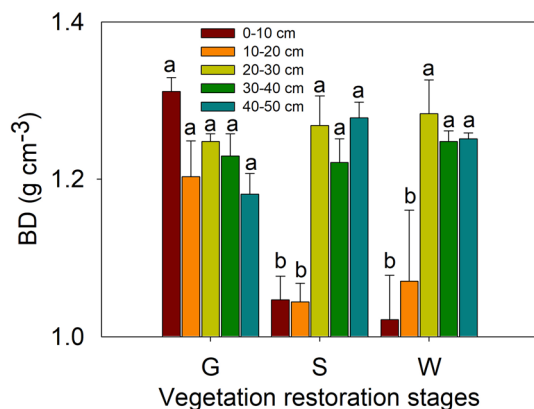 1.4
1.2
1.0
BD (g cm-3)
0-10 cm
10-20 cm
20-30 cm
30-40 cm
40-50 cm
a a a a a
b b a a a
b b a a a
G S W
Vegetation restoration stages